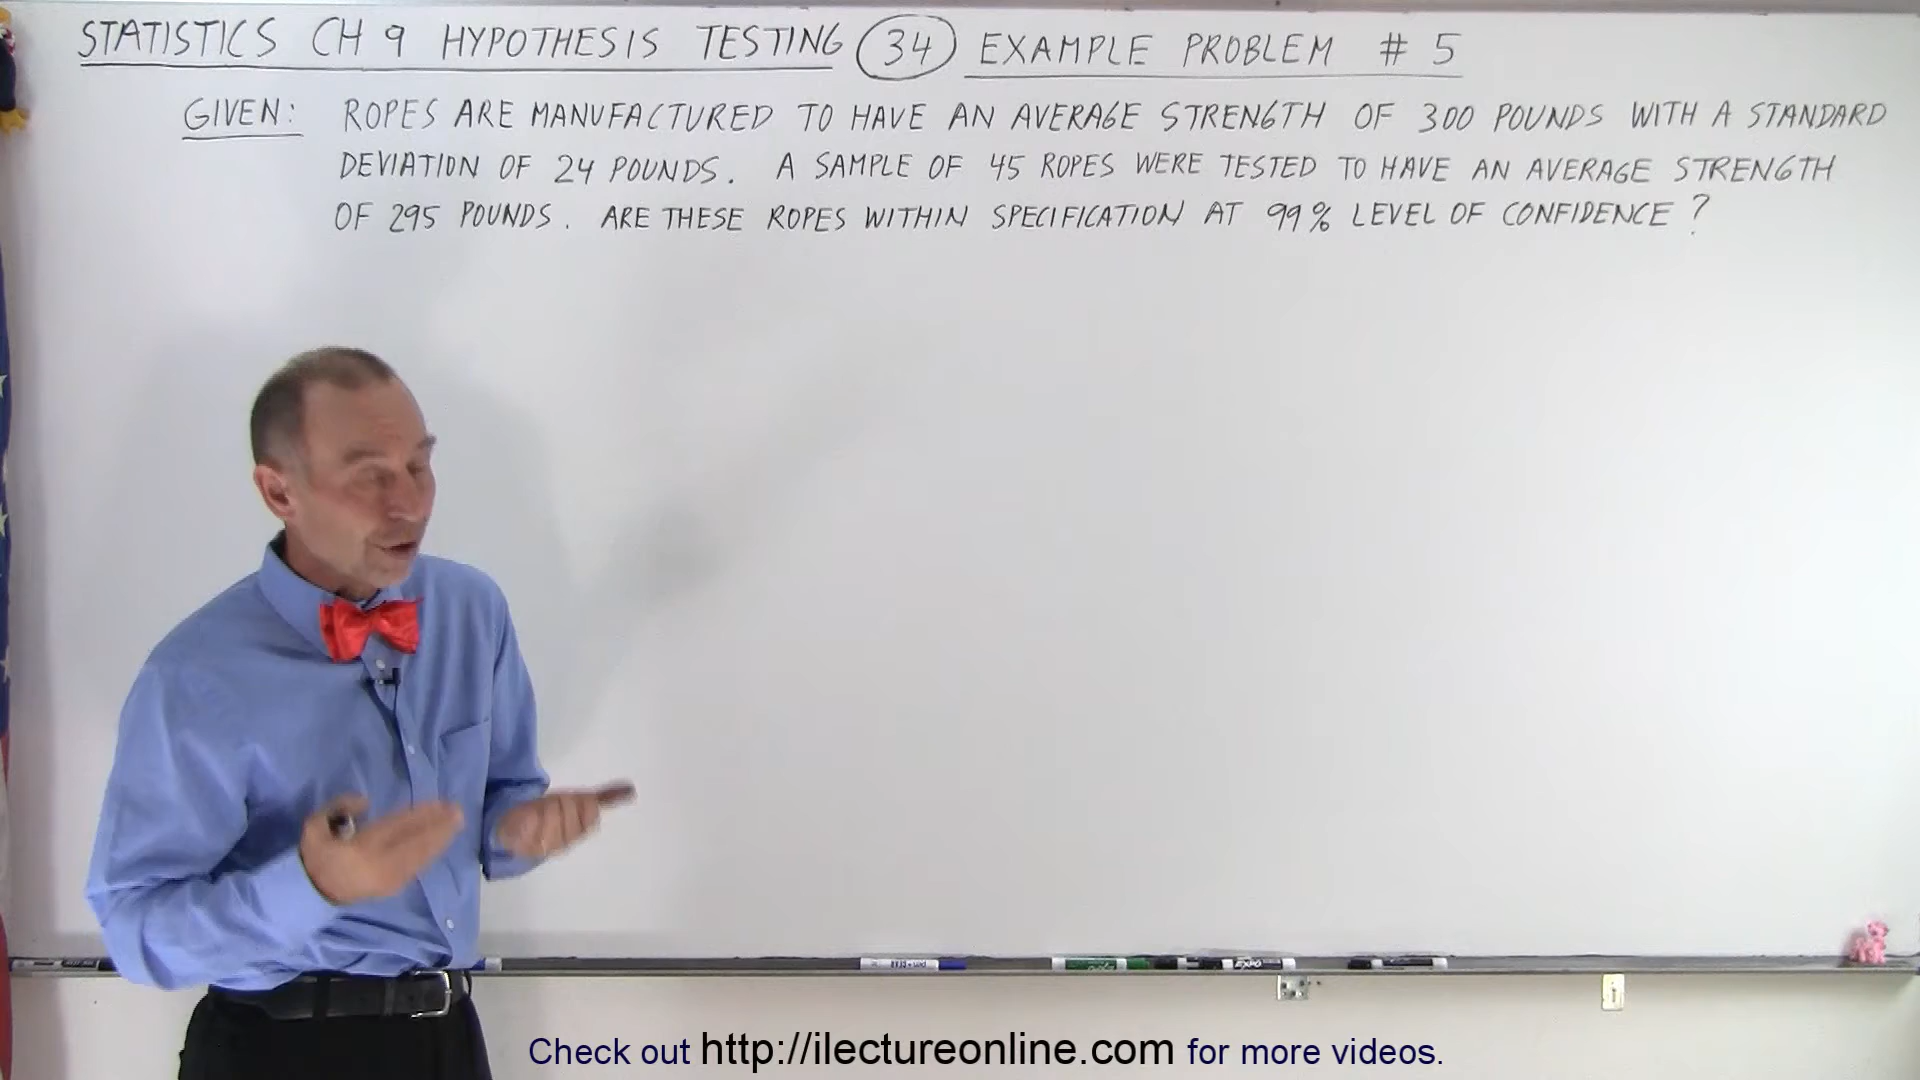 STATISTICS CH 9 HYPOTHESIS TESTING 34 EXAMPLE PROBLEM # 5
GIVEN: ROPES ARE MANUFACTURED TO HAVE AN AVERAGE STRENGTH OF 300 POUNDS WITH A STANDARD
DEVIATION OF 24 POUNDS. A SAMPLE OF 45 ROPES WERE TESTED TO HAVE AN AVERAGE STRENGTH
OF 295 POUNDS. ARE THESE ROPES WITHIN SPECIFICATION AT 99% LEVEL OF CONFIDENCE?
EXPO
Check out http://ilectureonline.com for more videos.